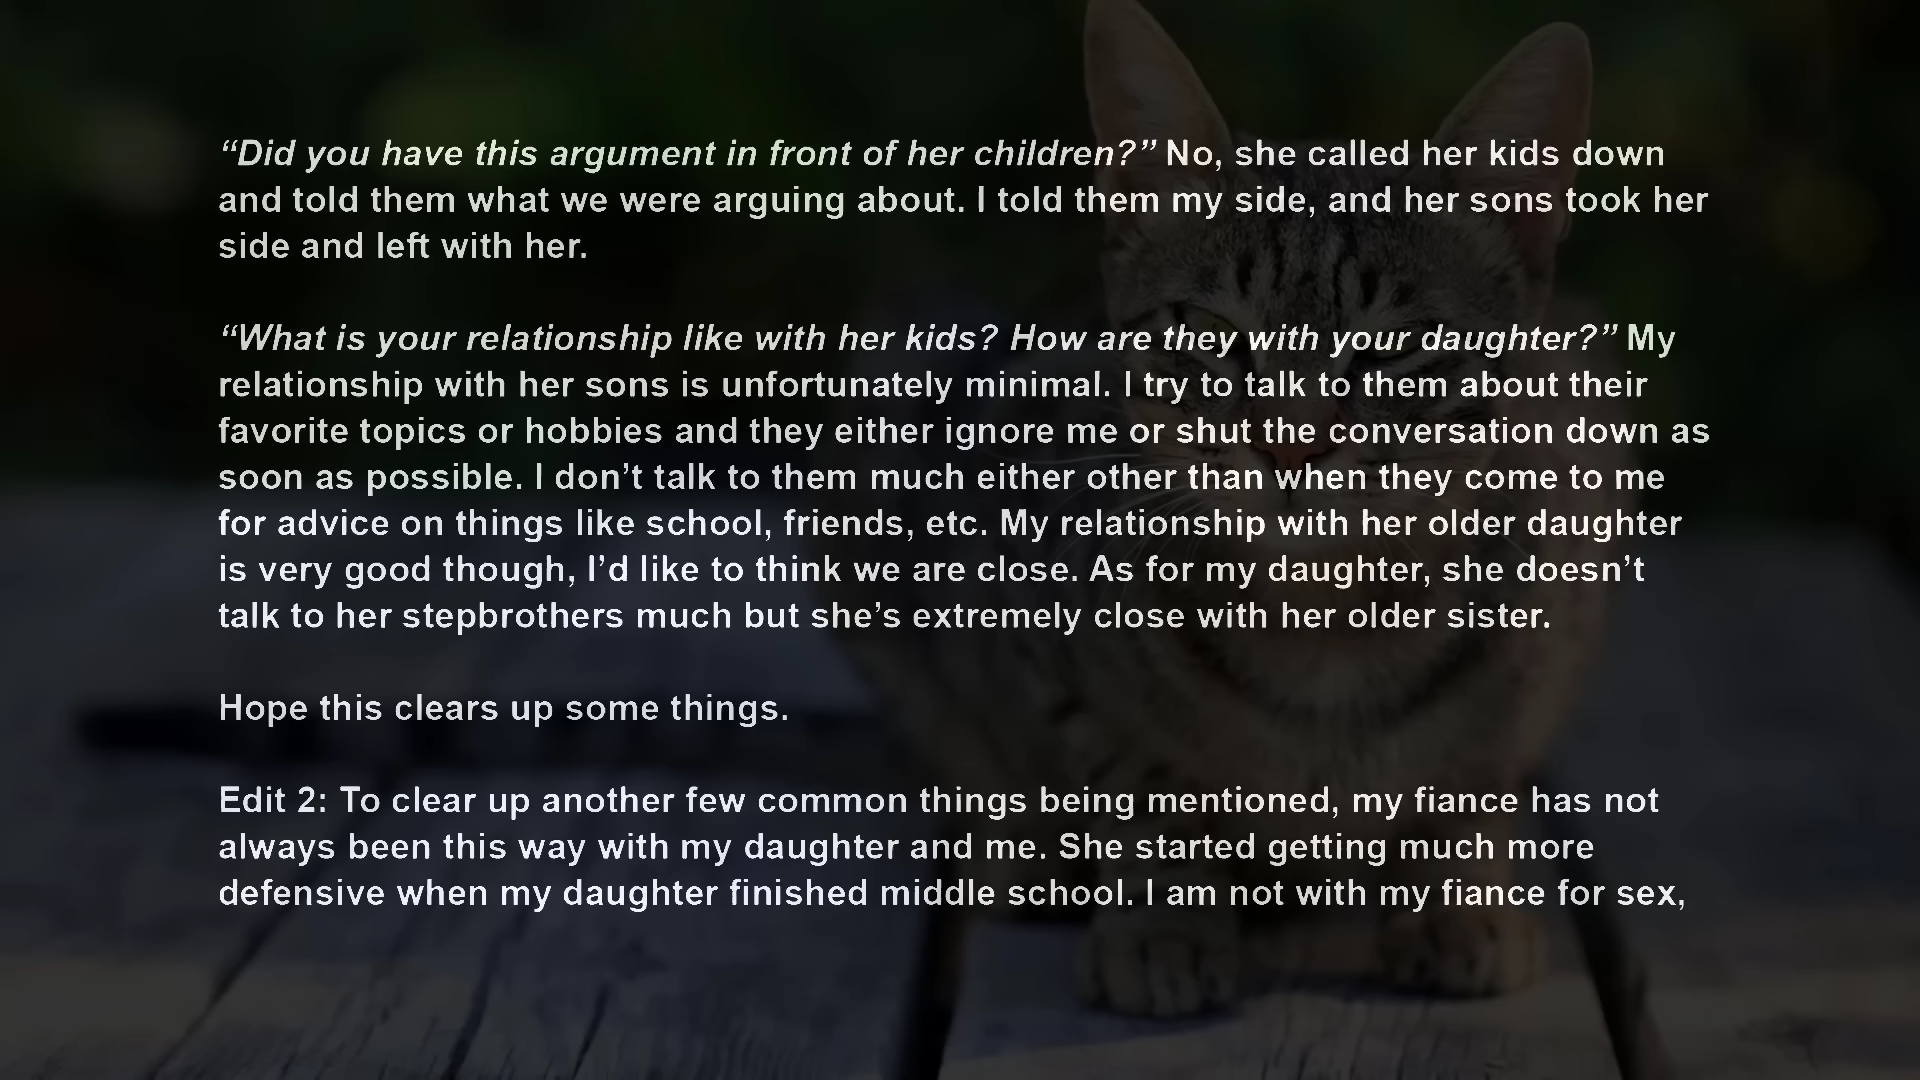 “Did you have this argument in front of her children?” No, she called her kids down
and told them what we were arguing about. I told them my side, and her sons took her
side and left with her.
“What is your relationship like with her kids? How are they with your daughter?” My
relationship with her sons is unfortunately minimal. I try to talk to them about their
favorite topics or hobbies and they either ignore me or shut the conversation down as
soon as possible. I don’t talk to them much either other than when they come to me
for advice on things like school, friends, etc. My relationship with her older daughter
is very good though, I’d like to think we are close. As for my daughter, she doesn’t
talk to her stepbrothers much but she’s extremely close with her older sister.
Hope this clears up some things.
Edit 2: To clear up another few common things being mentioned, my fiance has not
always been this way with my daughter and me. She started getting much more
defensive when my daughter finished middle school. I am not with my fiance for sex,